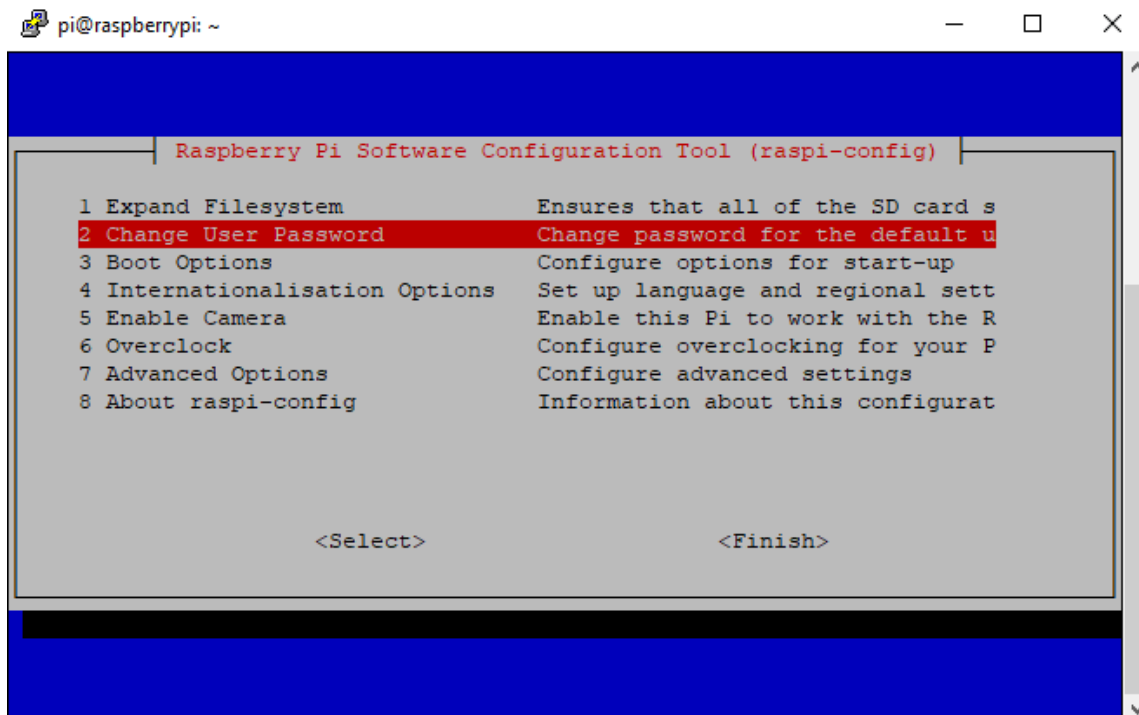 pi@raspberrypi: ~
Raspberry Pi Software Configuration Tool (raspi-config)
1 Expand Filesystem Ensures that all of the SD card s
2 Change User Password Change password for the default u
3 Boot Options Configure options for start-up
4 Internationalisation Options Set up language and regional sett
5 Enable Camera Enable this Pi to work with the R
6 Overclock Configure overclocking for your P
7 Advanced Options Configure advanced settings
8 About raspi-config Information about this configurat
<Select> <Finish>